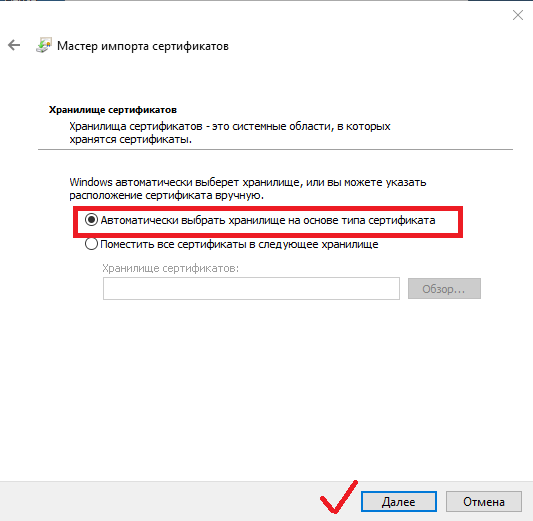 Мастер импорта сертификатов
Хранилище сертификатов
Хранилища сертификатов - это системные области, в которых
хранятся сертификаты.
Windows автоматически выберет хранилище, или вы можете указать
расположение сертификата вручную.
Автоматически выбрать хранилище на основе типа сертификата
Поместить все сертификаты в следующее хранилище
Хранилище сертификатов:
Обзор...
Далее
Отмена